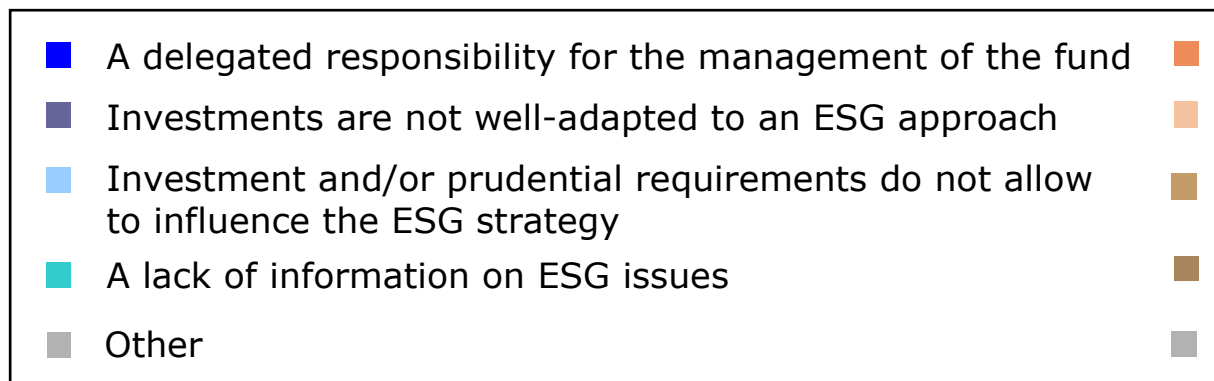 A delegated responsibility for the management of the fund
Investments are not well-adapted to an ESG approach
Investment and/or prudential requirements do not allow
to influence the ESG strategy
A lack of information on ESG issues
Other